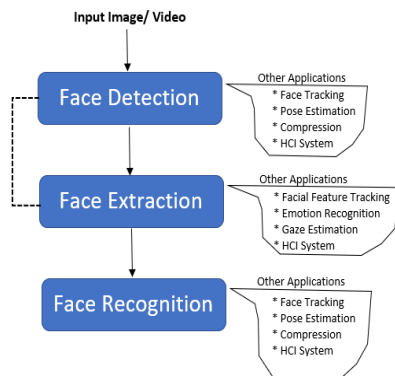 Input Image/ Video
Face Detection
Other Applications
* Face Tracking
* Pose Estimation
* Compression
* HCI System
Face Extraction
Other Applications
* Facial Feature Tracking
* Emotion Recognition
* Gaze Estimation
* HCI System
Face Recognition
Other Applications
* Face Tracking
* Pose Estimation
* Compression
* HCI System